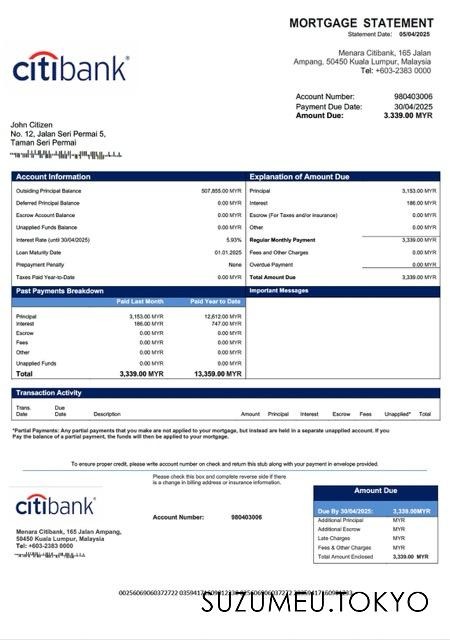 MORTGAGE STATEMENT
Statement Date: 05/04/2025
citibank
Menara Citibank, 165 Jalan
Ampang, 50450 Kuala Lumpur, Malaysia
Tel: +603-2383 0000
Account Number: 980403006
Payment Due Date: 30/04/2025
Amount Due: 3.339.00 MYR
John Citizen
No. 12, Jalan Seri Permai 5,
Taman Seri Permai
Account Information
Outsiding Principal Balance 507,855.00 MYR
Deferred Principal Balance 0.00 MYR
Escrow Account Balance 0.00 MYR
Unapplied Funds Balance 0.00 MYR
Interest Rate (until 30/04/2025) 5.93%
Loan Maturity Date 01.01.2025
Prepayment Penalty None
Taxes Paid Year-to-Date 0.00 MYR
Explanation of Amount Due
Principal 3,153.00 MYR
Interest 186.00 MYR
Escrow (For Taxes and/or Insurance) 0.00 MYR
Other 0.00 MYR
Regular Monthly Payment 3,339.00 MYR
Fees and Other Charges 0.00 MYR
Overdue Payment 0.00 MYR
Total Amount Due 3,339.00 MYR
Past Payments Breakdown
Paid Last Month Paid Year to Date
Principal 3,153.00 MYR 12,612.00 MYR
Interest 186.00 MYR 747.00 MYR
Escrow 0.00 MYR 0.00 MYR
Fees 0.00 MYR 0.00 MYR
Other 0.00 MYR 0.00 MYR
Unapplied Funds 0.00 MYR 0.00 MYR
Total 3,339.00 MYR 13,359.00 MYR
Important Messages
Transaction Activity
Trans. Date Due Date Description Amount Principal Interest Escrow Fees Unapplied* Total
*Partial Payments: Any partial payments that you make are not applied to your mortgage, but instead are held in a separate unapplied account. If you
Pay the balance of a partial payment, the funds will then be applied to your mortgage.
To ensure proper credit, please write account number on check and return this stub along with your payment in envelope provided.
Please check this box and complete reverse side if there
is a change in billing address or insurance information.
citibank
Menara Citibank, 165 Jalan Ampang,
50450 Kuala Lumpur, Malaysia
Tel: +603-2383 0000
Account Number: 980403006
Amount Due
Due By 30/04/2025: 3,339.00MYR
Additional Principal MYR
Additional Escrow MYR
Late Charges MYR
Fees & Other Charges MYR
Total Amount Enclosed 3,339.00 MYR
SUZUMEU.TOKYO